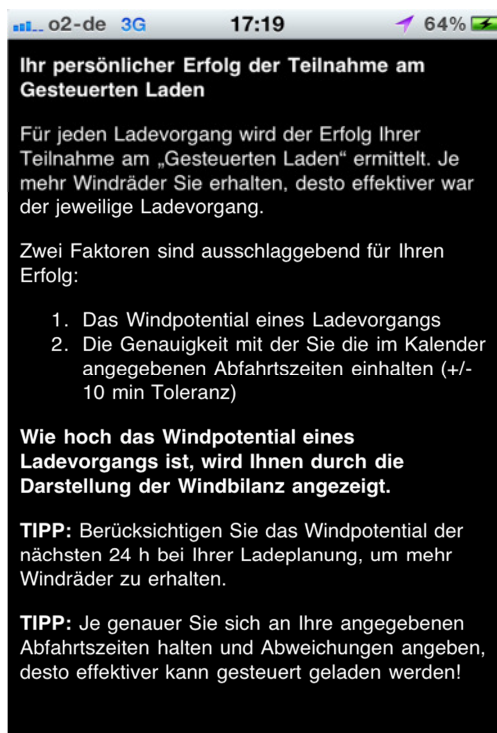 o2-de 3G 17:19 64%
Ihr persönlicher Erfolg der Teilnahme am
Gesteuerten Laden
Für jeden Ladevorgang wird der Erfolg Ihrer
Teilnahme am „Gesteuerten Laden“ ermittelt. Je
mehr Windräder Sie erhalten, desto effektiver war
der jeweilige Ladevorgang.
Zwei Faktoren sind ausschlaggebend für Ihren
Erfolg:
1. Das Windpotential eines Ladevorgangs
2. Die Genauigkeit mit der Sie die im Kalender
angegebenen Abfahrtszeiten einhalten (+/-
10 min Toleranz)
Wie hoch das Windpotential eines
Ladevorgangs ist, wird Ihnen durch die
Darstellung der Windbilanz angezeigt.
TIPP: Berücksichtigen Sie das Windpotential der
nächsten 24 h bei Ihrer Ladeplanung, um mehr
Windräder zu erhalten.
TIPP: Je genauer Sie sich an Ihre angegebenen
Abfahrtszeiten halten und Abweichungen angeben,
desto effektiver kann gesteuert geladen werden!